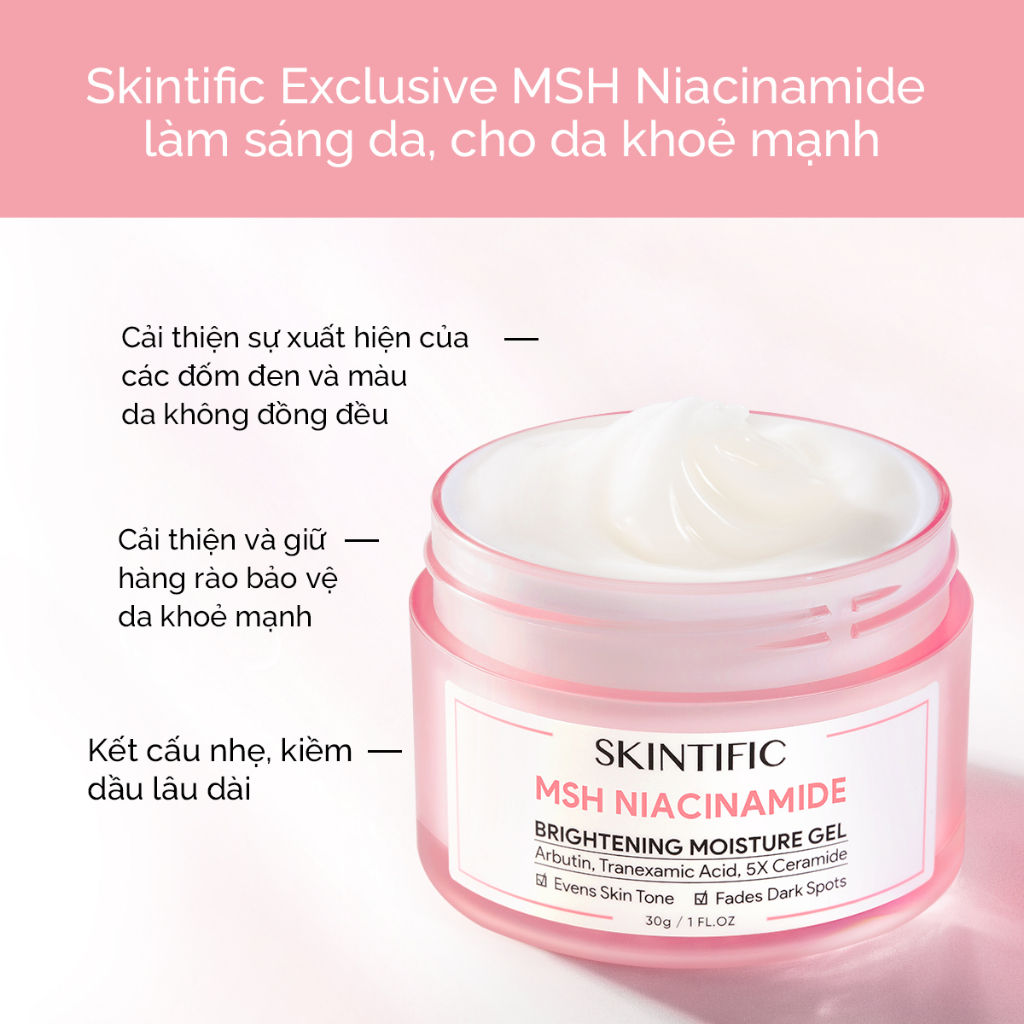 Skintific Exclusive MSH Niacinamide
làm sáng da, cho da khoẻ mạnh
Cải thiện sự xuất hiện của
các đốm đen và màu
da không đồng đều
Cải thiện và giữ
hàng rào bảo vệ
da khoẻ mạnh
Kết cấu nhẹ, kiềm
dầu lâu dài
SKINTIFIC
MSH NIACINAMIDE
BRIGHTENING MOISTURE GEL
Arbutin, Tranexamic Acid, 5X Ceramide
☑ Evens Skin Tone ☑ Fades Dark Spots
30g / 1 FL.OZ